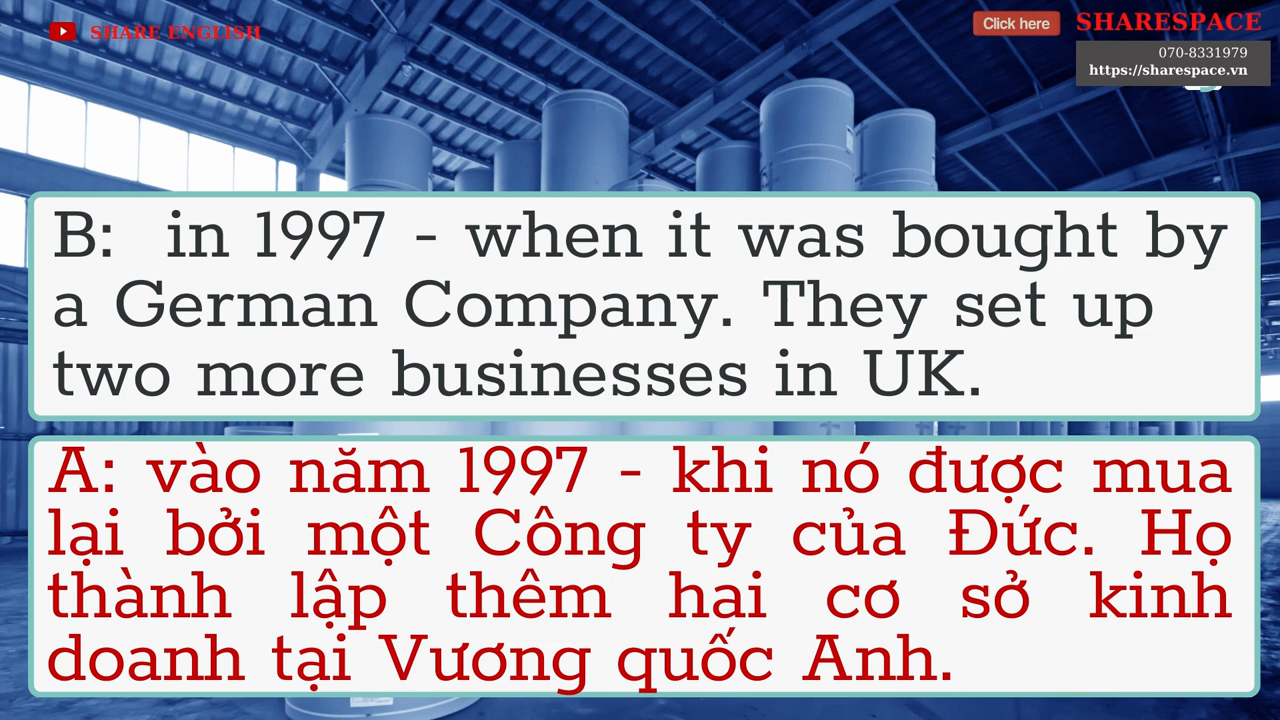 SHARE ENGLISH
Click here SHARESPACE
070-8331979
https://sharespace.vn
B: in 1997 - when it was bought by
a German Company. They set up
two more businesses in UK.
A: vào năm 1997 - khi nó được mua
lại bởi một Công ty của Đức. Họ
thành lập thêm hai cơ sở kinh
doanh tại Vương quốc Anh.